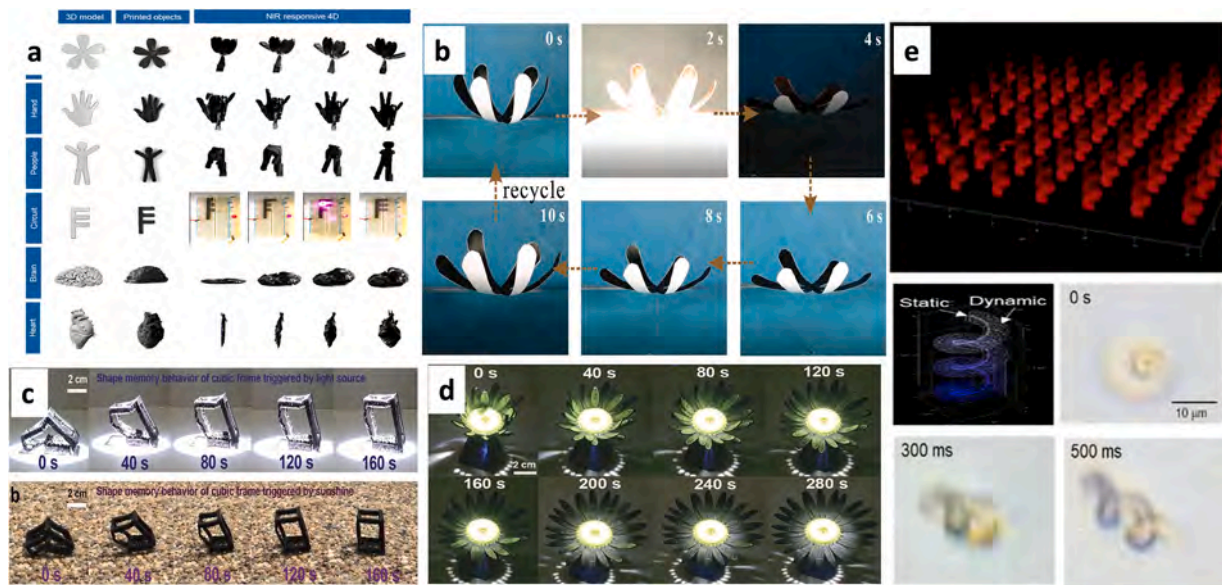 3D model
Printed objects
NIR responsive 4D
a
Hand
People
Circuit
Brain
Heart
F
F
b
0 s
2 s
4 s
recycle
10 s
8 s
6 s
c
2 cm
Shape memory behavior of cubic frame triggered by light source
0 s
40 s
80 s
120 s
160 s
b
2 cm
Shape memory behavior of cubic frame triggered by sunshine
0 s
40 s
80 s
120 s
160 s
d
0 s
40 s
80 s
120 s
2 cm
160 s
200 s
240 s
280 s
e
Static
Dynamic
0 s
10 μm
300 ms
500 ms